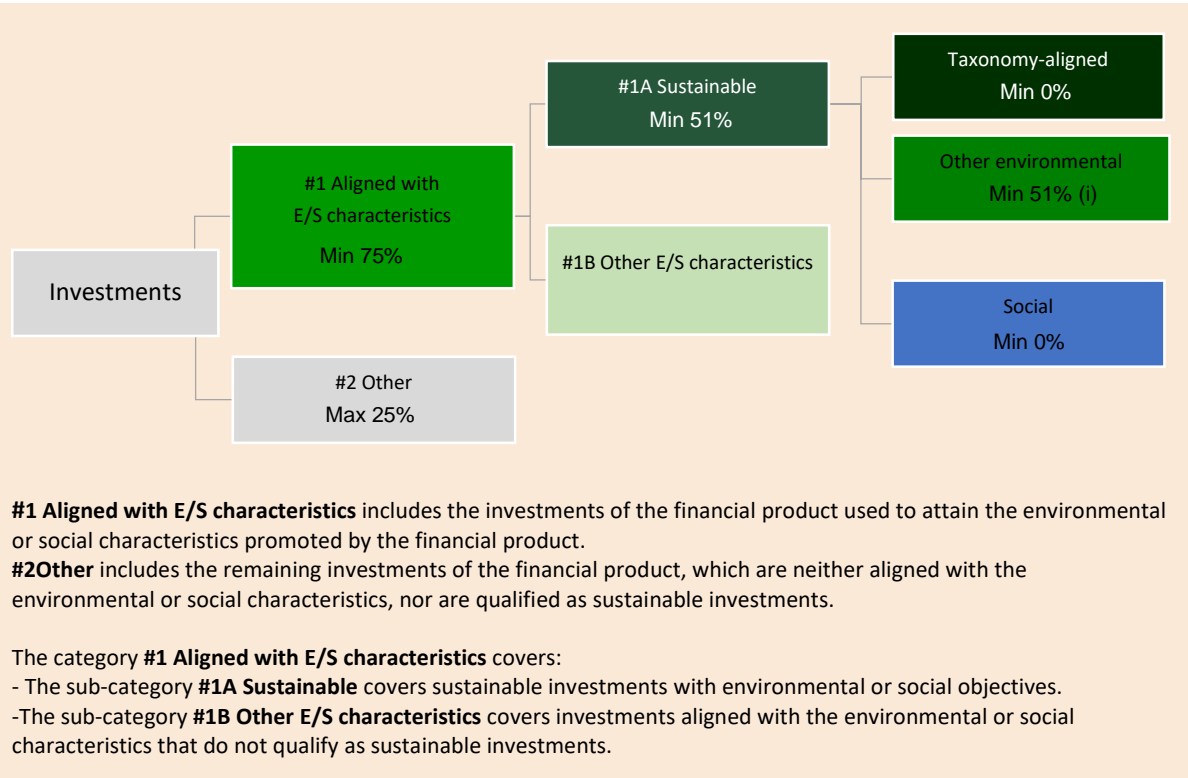 Investments
#1 Aligned with
E/S characteristics
Min 75%
#2 Other
Max 25%
#1A Sustainable
Min 51%
#1B Other E/S characteristics
Taxonomy-aligned
Min 0%
Other environmental
Min 51% (i)
Social
Min 0%
#1 Aligned with E/S characteristics includes the investments of the financial product used to attain the environmental
or social characteristics promoted by the financial product.
#2Other includes the remaining investments of the financial product, which are neither aligned with the
environmental or social characteristics, nor are qualified as sustainable investments.
The category #1 Aligned with E/S characteristics covers:
- The sub-category #1A Sustainable covers sustainable investments with environmental or social objectives.
-The sub-category #1B Other E/S characteristics covers investments aligned with the environmental or social
characteristics that do not qualify as sustainable investments.